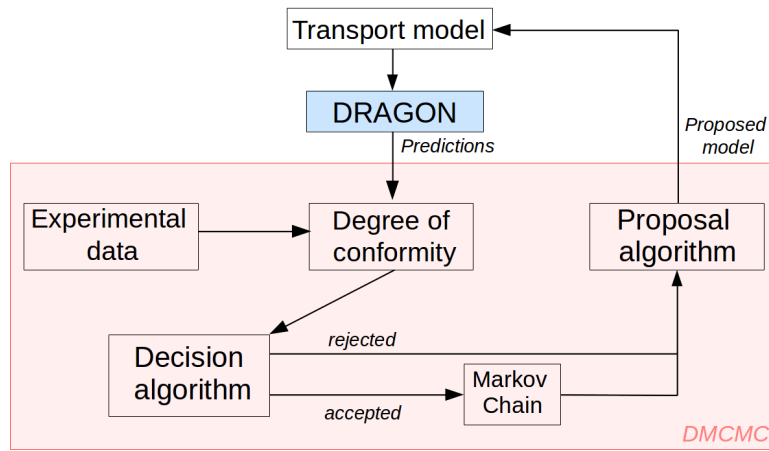 Transport model
DRAGON
Predictions
Proposed
model
Experimental
data
Degree of
conformity
Proposal
algorithm
Decision
algorithm
rejected
accepted
Markov
Chain
DMCMC